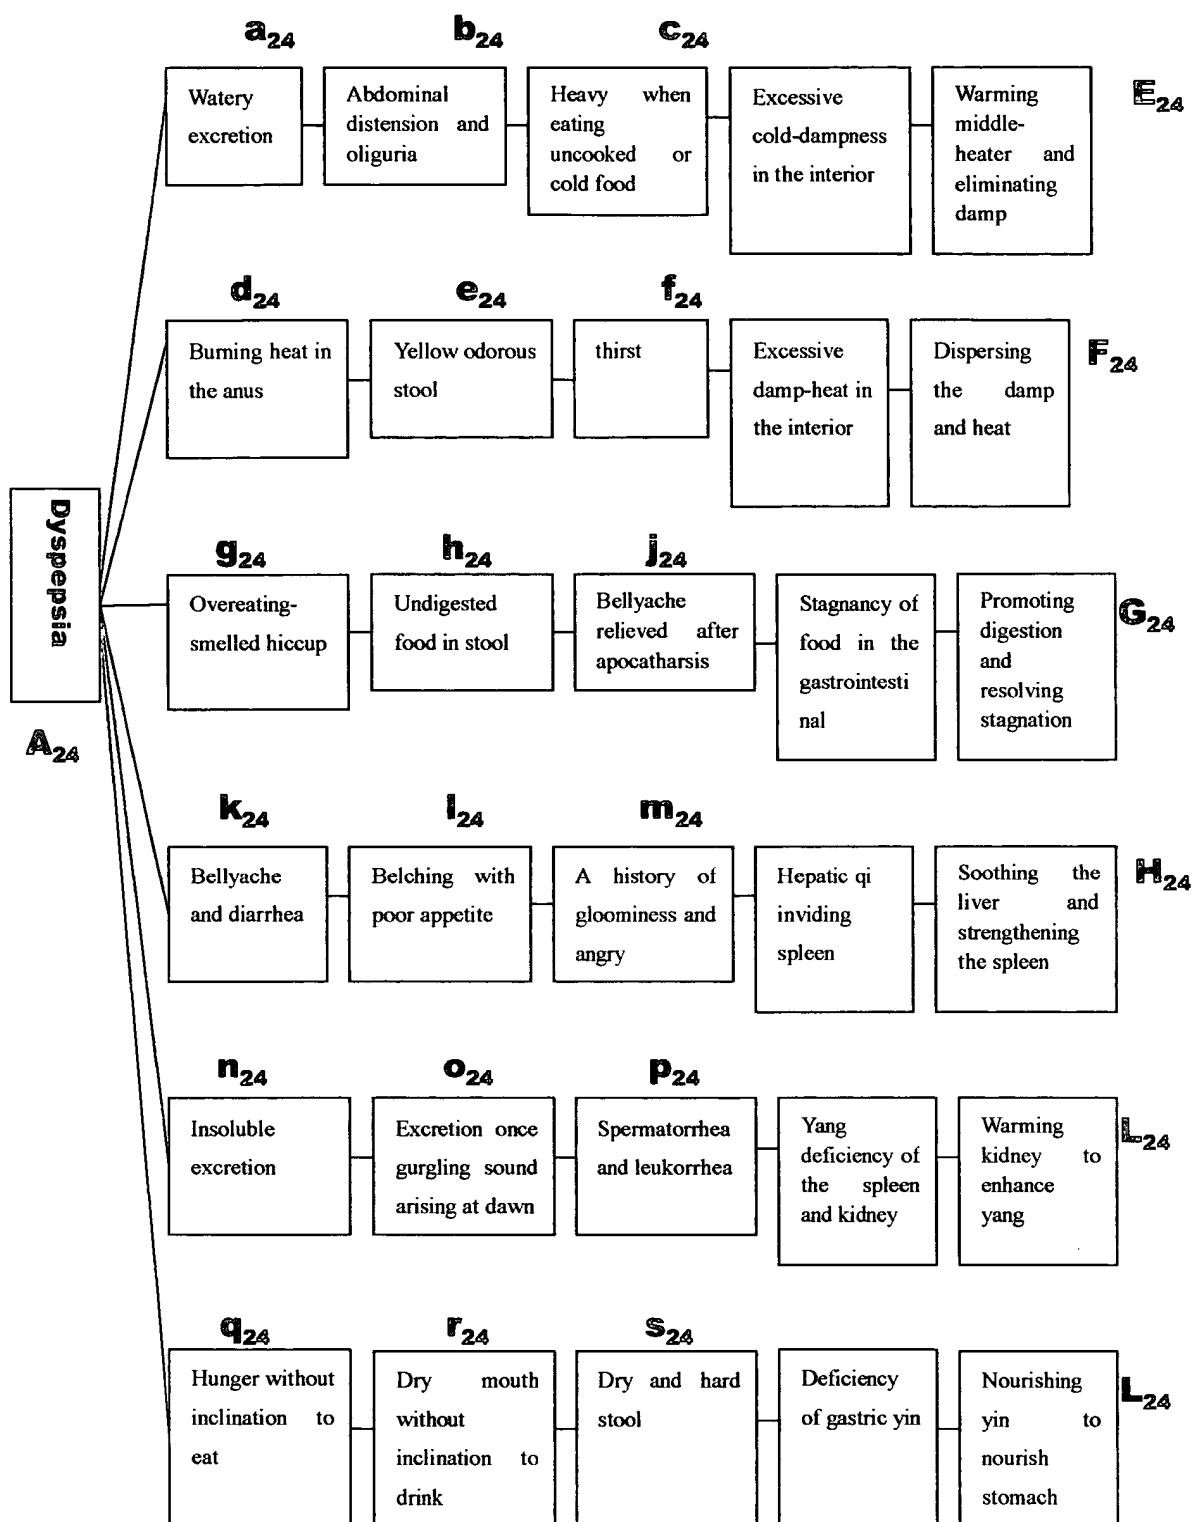 a24
b24
c24
E24
Watery
excretion
Abdominal
distension and
oliguria
Heavy when
eating
uncooked or
cold food
Excessive
cold-dampness
in the interior
Warming
middle-
heater and
eliminating
damp
d24
e24
f24
F24
Burning heat in
the anus
Yellow odorous
stool
thirst
Excessive
damp-heat in
the interior
Dispersing
the damp
and heat
Dyspepsia
A24
g24
h24
j24
G24
Overeating-
smelled hiccup
Undigested
food in stool
Bellyache
relieved after
apocatharsis
Stagnancy of
food in the
gastrointesti
nal
Promoting
digestion
and
resolving
stagnation
k24
l24
m24
H24
Bellyache
and diarrhea
Belching with
poor appetite
A history of
gloominess and
angry
Hepatic qi
inviding
spleen
Soothing the
liver and
strengthening
the spleen
n24
o24
p24
L24
Insoluble
excretion
Excretion once
gurgling sound
arising at dawn
Spermatorrhea
and leukorrhea
Yang
deficiency of
the spleen
and kidney
Warming
kidney to
enhance
yang
q24
r24
s24
L24
Hunger without
inclination to
eat
Dry mouth
without
inclination to
drink
Dry and hard
stool
Deficiency
of gastric yin
Nourishing
yin to
nourish
stomach